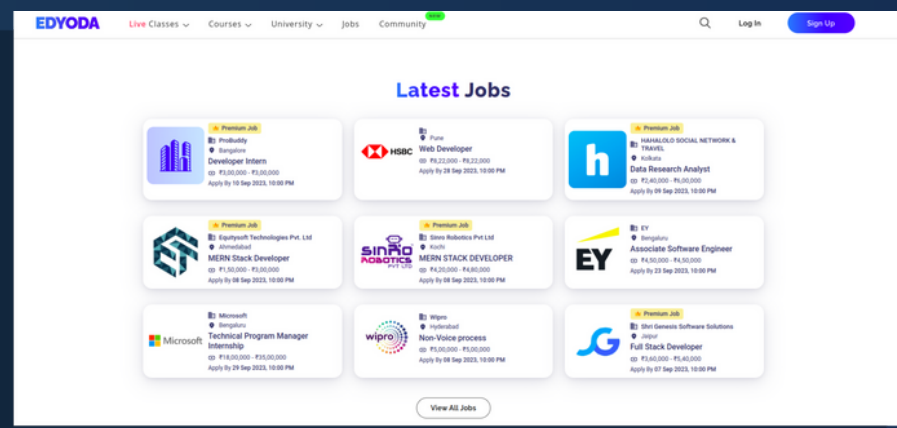 EDYODA
Live Classes
Courses
University
Jobs
Community
NEW
Log In
Sign Up
Latest Jobs
Premium Job
ProBuddy
Bangalore
Developer Intern
₹3,00,000 - ₹3,00,000
Apply By 10 Sep 2023, 10:00 PM
HSBC
Pune
Web Developer
₹8,22,000 - ₹8,22,000
Apply By 28 Sep 2023, 10:00 PM
h
Premium Job
HAHALOLO SOCIAL NETWORK &
TRAVEL
Kolkata
Data Research Analyst
₹2,40,000 - ₹6,00,000
Apply By 09 Sep 2023, 10:00 PM
Premium Job
Equitysoft Technologies Pvt. Ltd
Ahmedabad
MERN Stack Developer
₹1,50,000 - ₹3,00,000
Apply By 08 Sep 2023, 10:00 PM
SINRO
ROBOTICS
PVT LTD
Premium Job
Sinro Robotics Pvt Ltd
Kochi
MERN STACK DEVELOPER
₹4,20,000 - ₹4,80,000
Apply By 08 Sep 2023, 10:00 PM
EY
EY
Bengaluru
Associate Software Engineer
₹4,50,000 - ₹4,50,000
Apply By 23 Sep 2023, 10:00 PM
Microsoft
Microsoft
Bengaluru
Technical Program Manager
Internship
₹18,00,000 - ₹35,00,000
Apply By 29 Sep 2023, 10:00 PM
wipro
Wipro
Hyderabad
Non-Voice process
₹5,00,000 - ₹5,00,000
Apply By 08 Sep 2023, 10:00 PM
Premium Job
Shri Genesis Software Solutions
Jaipur
Full Stack Developer
₹3,60,000 - ₹5,40,000
Apply By 07 Sep 2023, 10:00 PM
View All Jobs